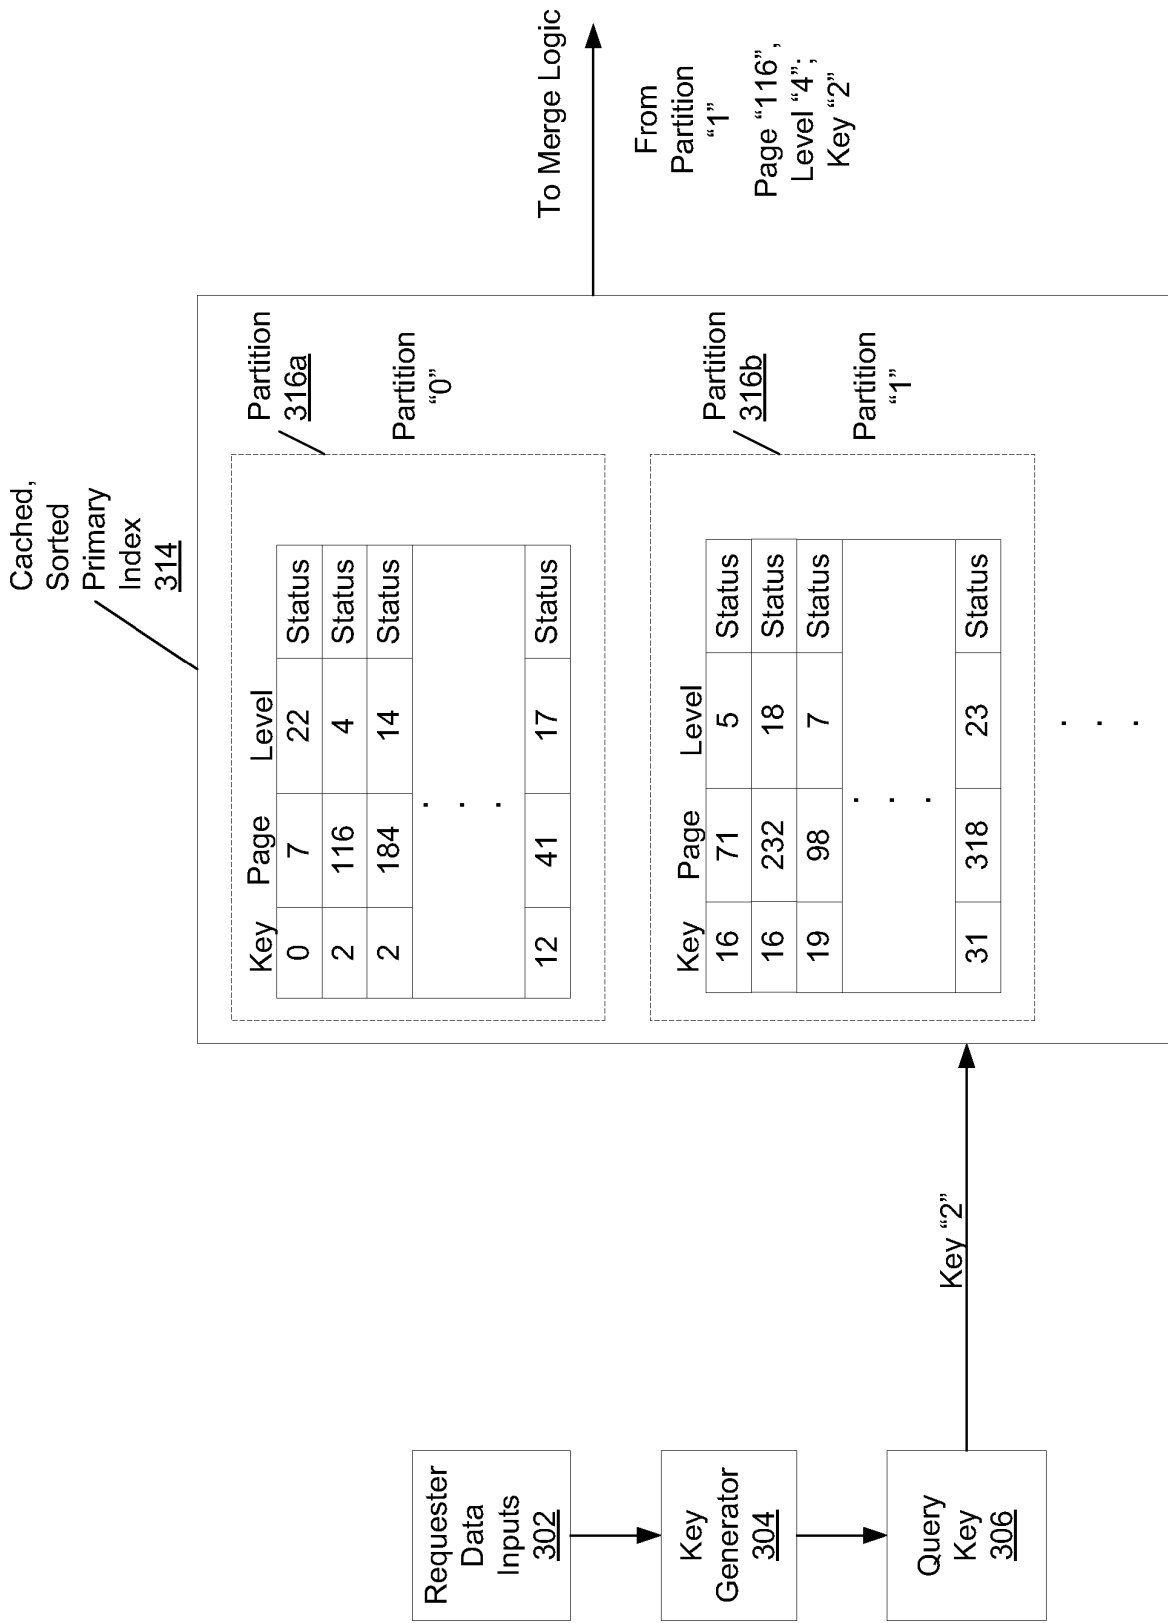 Cached,
Sorted
Primary
Index
314
Partition
316a
Partition
“0”
Key Page Level
0 7 22 Status
2 116 4 Status
2 184 14 Status
. . .
12 41 17 Status
Partition
316b
Partition
“1”
Key Page Level
16 71 5 Status
16 232 18 Status
19 98 7 Status
. . .
31 318 23 Status
. . .
To Merge Logic
From
Partition
“1”
Page “116”,
Level “4”;
Key “2”
Requester
Data
Inputs
302
Key
Generator
304
Query
Key
306
Key “2”